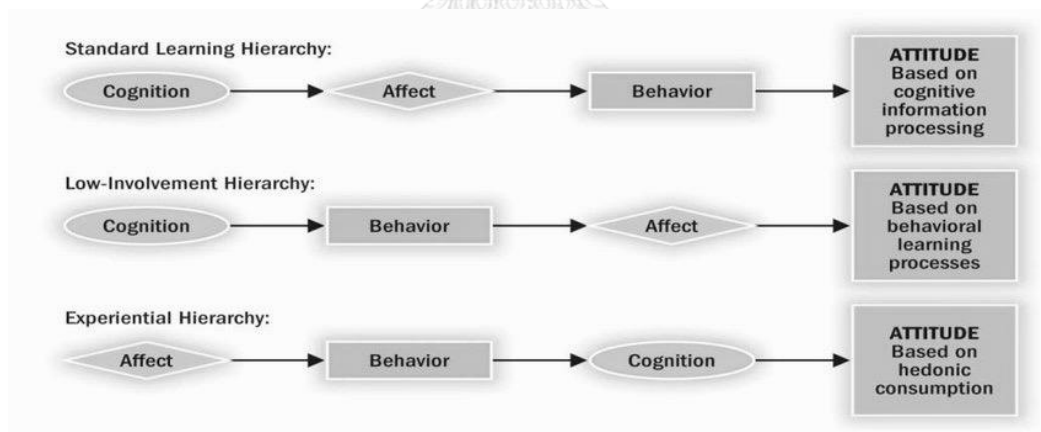 Standard Learning Hierarchy:
Cognition
Affect
Behavior
ATTITUDE
Based on
cognitive
information
processing
Low-Involvement Hierarchy:
Cognition
Behavior
Affect
ATTITUDE
Based on
behavioral
learning
processes
Experiential Hierarchy:
Affect
Behavior
Cognition
ATTITUDE
Based on
hedonic
consumption